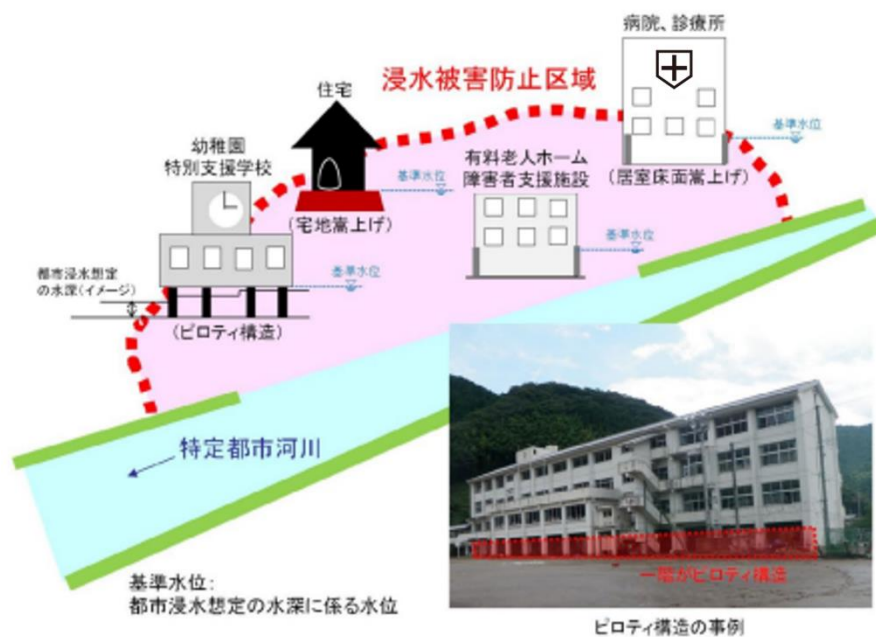 病院、診療所
浸水被害防止区域
住宅
基準水位
幼稚園
特別支援学校
有料老人ホーム
障害者支援施設
(居室床面嵩上げ)
基準水位
(宅地嵩上げ)
基準水位
都市浸水想定
の水深(イメージ)
基準水位
(ピロティ構造)
特定都市河川
一階がピロティ構造
基準水位:
都市浸水想定の水深に係る水位
ピロティ構造の事例